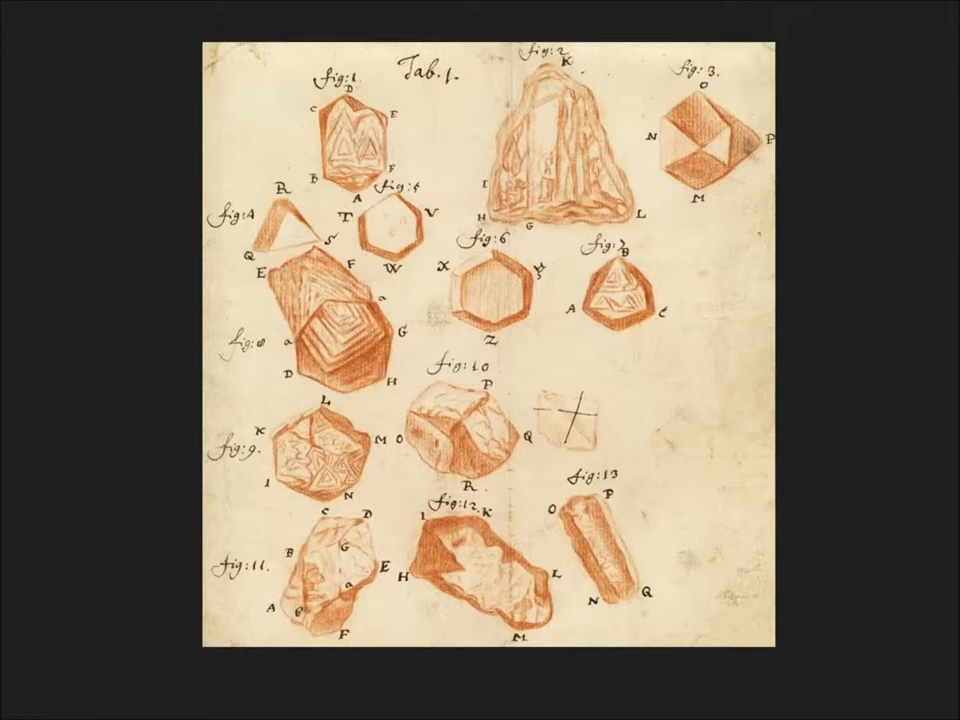 Tab. 1.
fig: 1.
D
C
E
B
F
A
fig: 2
K
I
H
G
L
fig: 3.
O
N
P
M
fig: 4
R
Q
S
fig: 5
T
V
W
fig: 6
X
Z
fig: 7
B
A
C
fig: 8
E
F
a
G
a
D
H
fig: 9.
L
K
M
I
N
fig: 10
P
O
Q
R.
fig: 11.
C
D
B
G
E
a
A
F
fig: 12.
I
K
H
L
M
fig: 13
O
P
N
Q